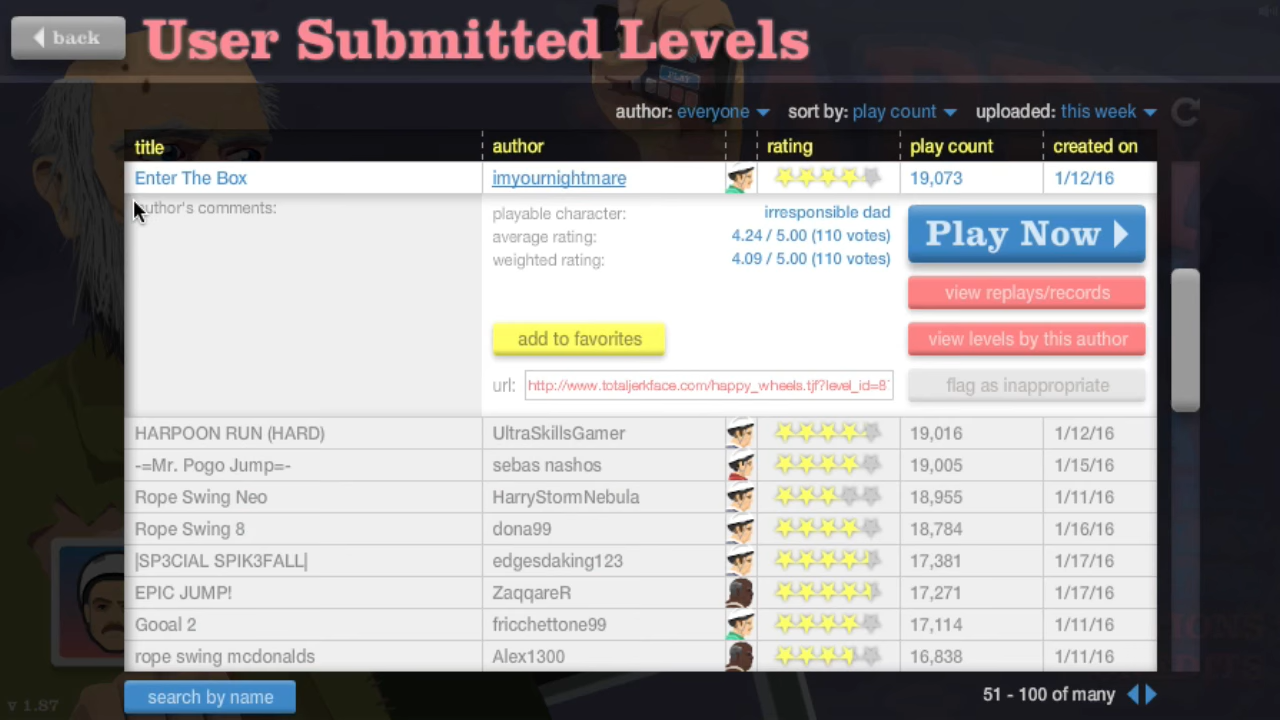 back
User Submitted Levels
author: everyone sort by: play count uploaded: this week
title author rating play count created on
Enter The Box imyournightmare 19,073 1/12/16
author's comments:
playable character: irresponsible dad
average rating: 4.24 / 5.00 (110 votes)
weighted rating: 4.09 / 5.00 (110 votes)
Play Now
view replays/records
add to favorites
view levels by this author
url: http://www.totaljerkface.com/happy_wheels.tjf?level_id=8
flag as inappropriate
HARPOON RUN (HARD) UltraSkillsGamer 19,016 1/12/16
-=Mr. Pogo Jump=- sebas nashos 19,005 1/15/16
Rope Swing Neo HarryStormNebula 18,955 1/11/16
Rope Swing 8 dona99 18,784 1/16/16
|SP3CIAL SPIK3FALL| edgesdaking123 17,381 1/17/16
EPIC JUMP! ZaqqareR 17,271 1/17/16
Gooal 2 fricchettone99 17,114 1/11/16
rope swing mcdonalds Alex1300 16,838 1/11/16
search by name
51 - 100 of many
v 1.87